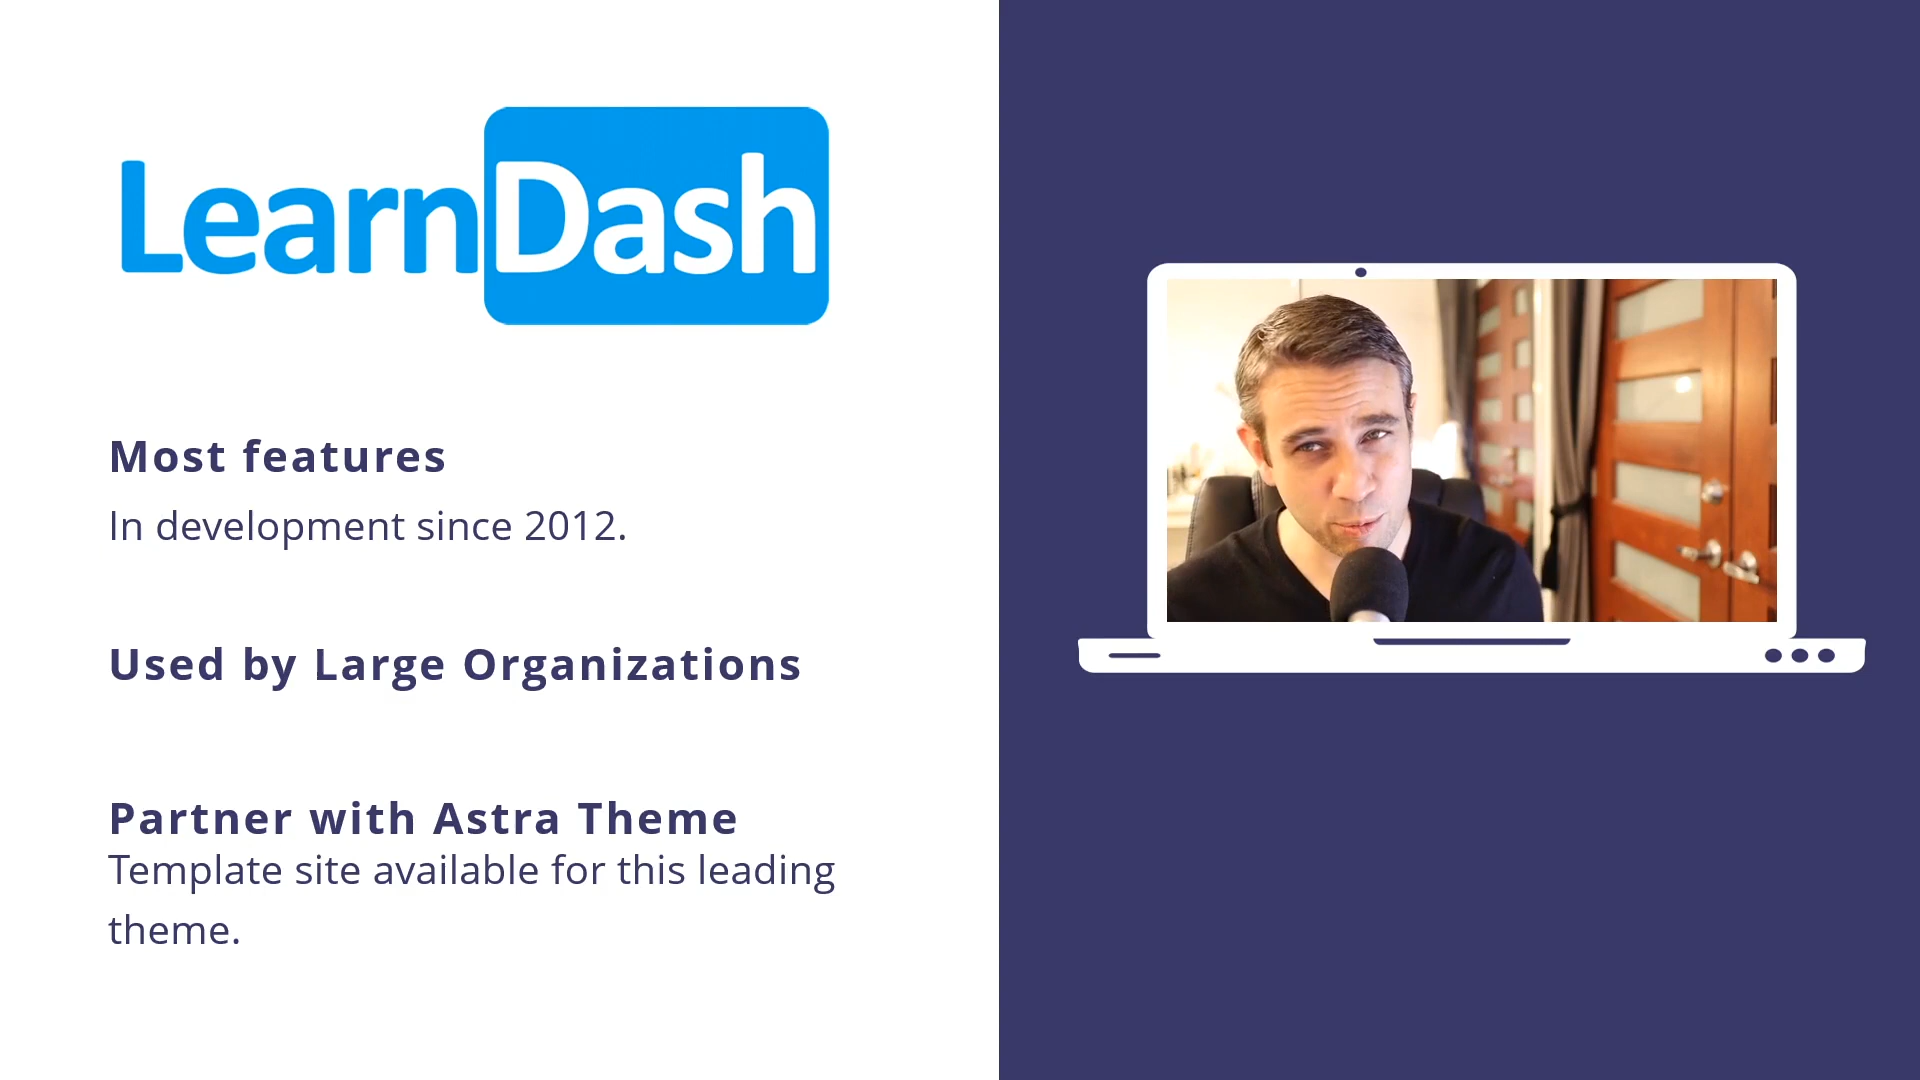 LearnDash
Most features
In development since 2012.
Used by Large Organizations
Partner with Astra Theme
Template site available for this leading
theme.